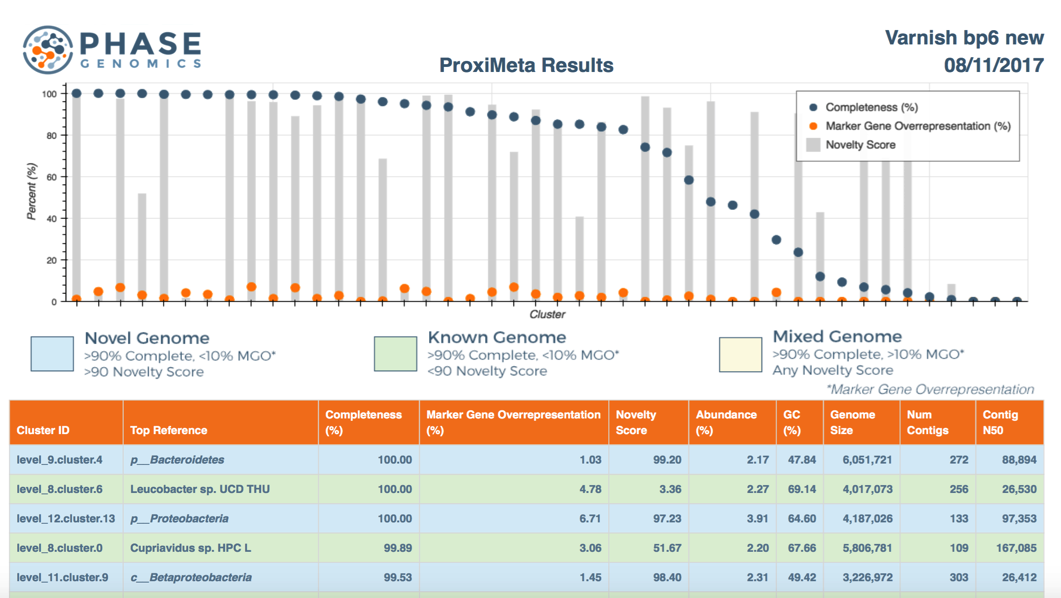 PHASE
GENOMICS
ProxiMeta Results
Varnish bp6 new
08/11/2017
Percent (%)
100
80
60
40
20
0
Cluster
Completeness (%)
Marker Gene Overrepresentation (%)
Novelty Score
Novel Genome
>90% Complete, <10% MGO*
>90 Novelty Score
Known Genome
>90% Complete, <10% MGO*
<90 Novelty Score
Mixed Genome
>90% Complete, >10% MGO*
Any Novelty Score
*Marker Gene Overrepresentation
Cluster ID Top Reference Completeness (%) Marker Gene Overrepresentation (%) Novelty Score Abundance (%) GC (%) Genome Size Num Contigs Contig N50
level_9.cluster.4 p__Bacteroidetes 100.00 1.03 99.20 2.17 47.84 6,051,721 272 88,894
level_8.cluster.6 Leucobacter sp. UCD THU 100.00 4.78 3.36 2.27 69.14 4,017,073 256 26,530
level_12.cluster.13 p__Proteobacteria 100.00 6.71 97.23 3.91 64.60 4,187,026 133 97,353
level_8.cluster.0 Cupriavidus sp. HPC L 99.89 3.06 51.67 2.20 67.66 5,806,781 109 167,085
level_11.cluster.9 c__Betaproteobacteria 99.53 1.45 98.40 2.31 49.42 3,226,972 303 26,412